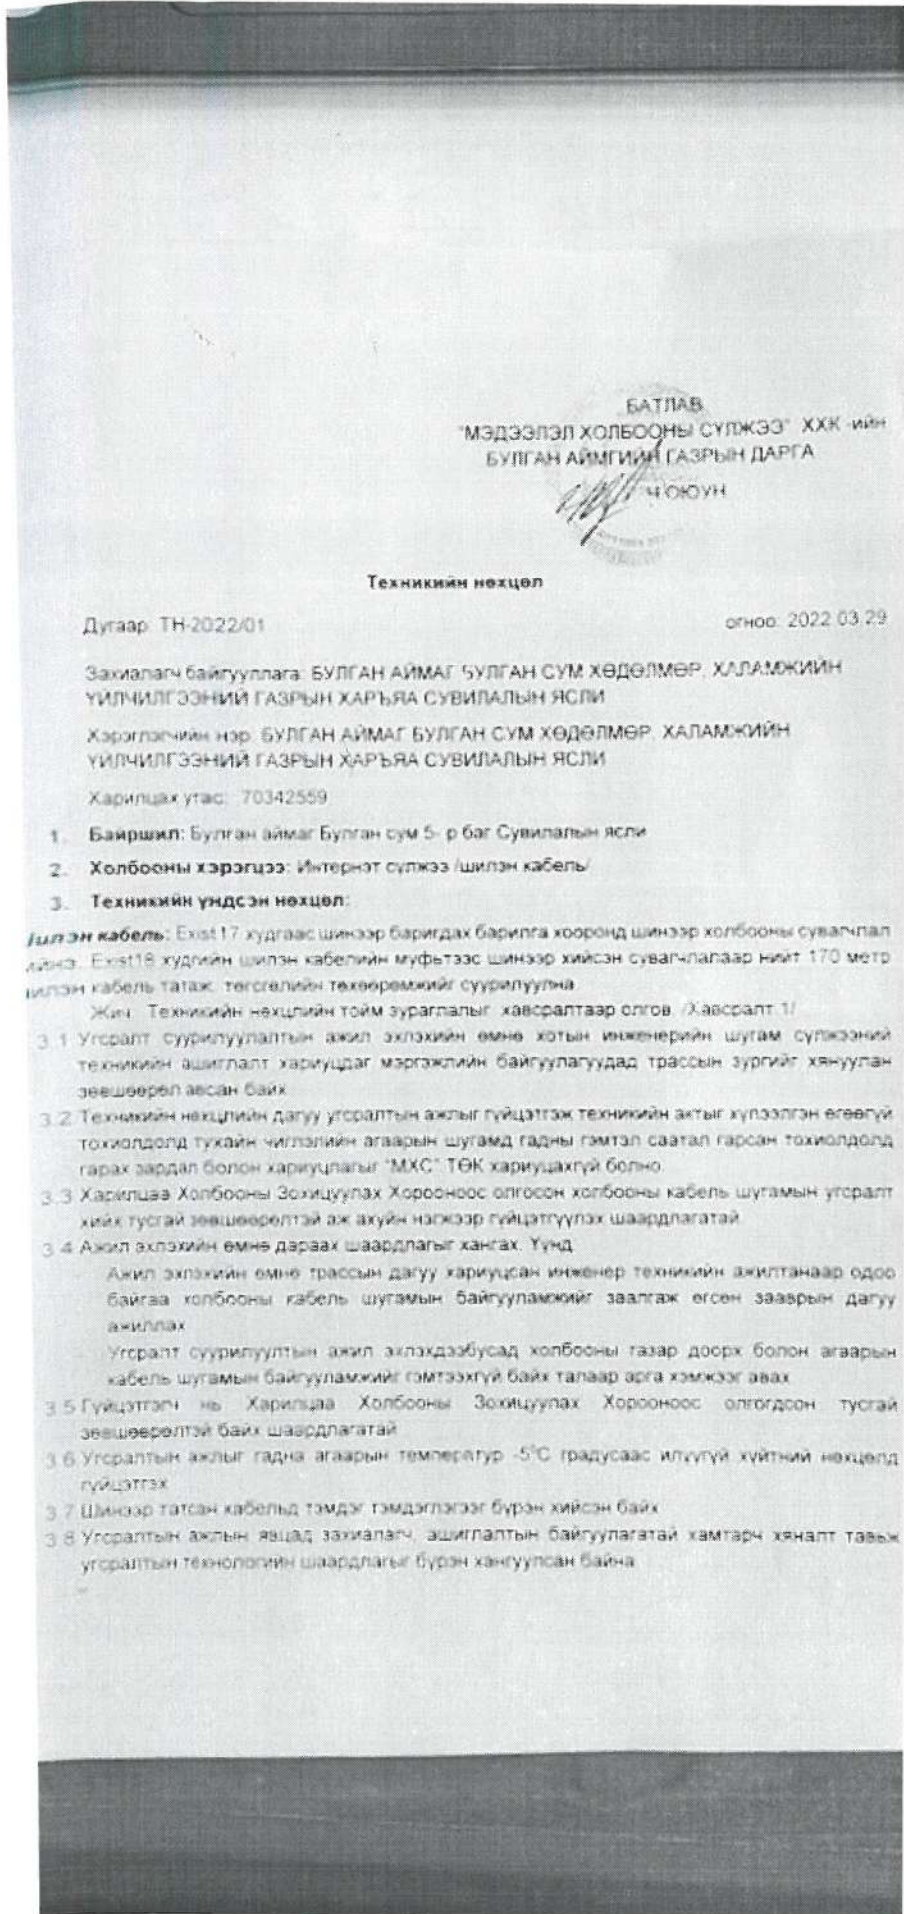 БАТЛАВ
"МЭДЭЭЛЭЛ ХОЛБООНЫ СҮЛЖЭЭ" ХХК -ийн
БУЛГАН АЙМГИЙН ГАЗРЫН ДАРГА
Ч.ОЮУН
Техникийн нөхцөл
Дугаар: ТН-2022/01 огноо: 2022.03.29
Захиалагч байгууллага: БУЛГАН АЙМАГ БУЛГАН СУМ ХӨДӨЛМӨР, ХАЛАМЖИЙН
ҮЙЛЧИЛГЭЭНИЙ ГАЗРЫН ХАРЪЯА СУВИЛАЛЫН ЯСЛИ
Хэрэглэгчийн нэр: БУЛГАН АЙМАГ БУЛГАН СУМ ХӨДӨЛМӨР, ХАЛАМЖИЙН
ҮЙЛЧИЛГЭЭНИЙ ГАЗРЫН ХАРЪЯА СУВИЛАЛЫН ЯСЛИ
Харилцах утас: 70342559
1. Байршил: Булган аймаг Булган сум 5- р баг Сувилалын ясли
2. Холбооны хэрэгцээ: Интернэт сүлжээ /шилэн кабель/
3. Техникийн үндсэн нөхцөл:
кабель: Exist17 худгаас шинээр баригдах барилга хооронд шинээр холбооны сувагчлал
Exist18 худгийн шилэн кабелийн муфьтээс шинээр хийсэн сувагчлалаар нийт 170 метр
кабель татаж, төгсгөлийн төхөөрөмжийг суурилуулна.
Жич: Техникийн нөхцлийн тойм зураглалыг хавсралтаар олгов. /Хавсралт 1/
3.1 Угсралт суурилуулалтын ажил эхлэхийн өмнө хотын инженерийн шугам сүлжээний
техникийн ашиглалт хариуцдаг мэргэжлийн байгуулагуудад трассын зургийг хянуулан
зөвшөөрөл авсан байх
3.2 Техникийн нөхцлийн дагуу угсралтын ажлыг гүйцэтгэж техникийн актыг хүлээлгэн өгөөгүй
тохиолдолд тухайн чиглэлийн агаарын шугамд гадны гэмтэл саатал гарсан тохиолдолд
гарах зардал болон хариуцлагыг "МХС" ТӨК хариуцахгүй болно.
3.3 Харилцаа Холбооны Зохицуулах Хорооноос олгосон холбооны кабель шугамын угсралт
хийх тусгай зөвшөөрөлтэй аж ахуйн нэгжээр гүйцэтгүүлэх шаардлагатай.
3.4 Ажил эхлэхийн өмнө дараах шаардлагыг хангах. Үүнд:
- Ажил эхлэхийн өмнө трассын дагуу хариуцсан инженер техникийн ажилтанаар одоо
байгаа холбооны кабель шугамын байгууламжийг заалгаж өгсөн зааврын дагуу
ажиллах
- Угсралт суурилуултын ажил эхлэхдээбусад холбооны газар доорх болон агаарын
кабель шугамын байгууламжийг гэмтээхгүй байх талаар арга хэмжээг авах
3.5 Гүйцэтгэгч нь Харилцаа Холбооны Зохицуулах Хорооноос олгогдсон тусгай
зөвшөөрөлтэй байх шаардлагатай
3.6 Угсралтын ажлыг гадна агаарын температур -5°С градусаас илүүгүй хүйтний нөхцөлд
гүйцэтгэх
3.7 Шинээр татсан кабельд тэмдэг тэмдэглэгээг бүрэн хийсэн байх
3.8 Угсралтын ажлын явцад захиалагч, ашиглалтын байгуулагатай хамтарч хяналт тавьж
угсралтын технологийн шаардлагыг бүрэн хангуулсан байна